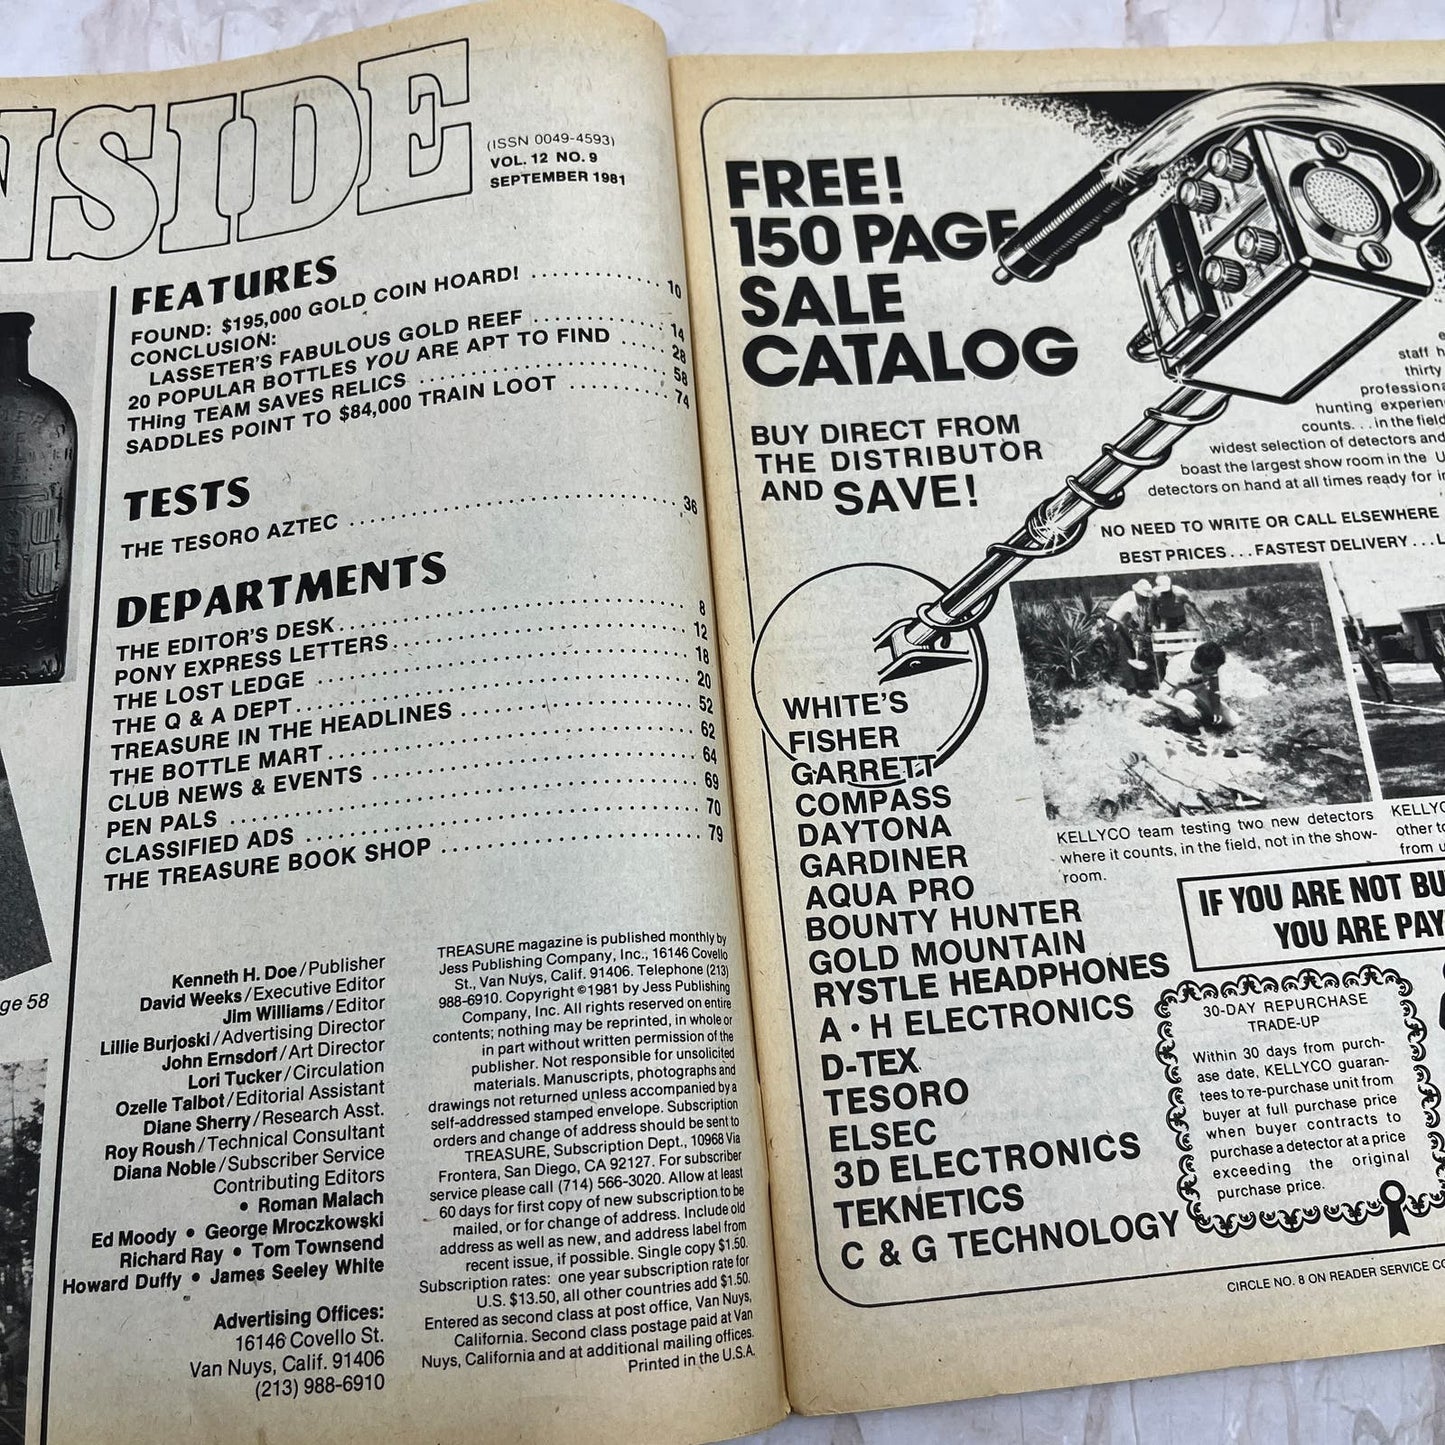 NSIDE
(ISSN 0049-4593)
VOL. 12 NO. 9
SEPTEMBER 1981
FEATURES
FOUND: $195,000 GOLD COIN HOARD! 10
CONCLUSION:
LASSETER'S FABULOUS GOLD REEF 14
20 POPULAR BOTTLES YOU ARE APT TO FIND 28
THing TEAM SAVES RELICS 58
SADDLES POINT TO $84,000 TRAIN LOOT 74
TESTS
THE TESORO AZTEC 36
DEPARTMENTS
THE EDITOR'S DESK 8
PONY EXPRESS LETTERS 12
THE LOST LEDGE 18
THE Q & A DEPT. 20
TREASURE IN THE HEADLINES 52
THE BOTTLE MART 62
CLUB NEWS & EVENTS 64
PEN PALS 69
CLASSIFIED ADS 70
THE TREASURE BOOK SHOP 79
ge 58
Kenneth H. Doe/Publisher
David Weeks/Executive Editor
Jim Williams/Editor
Lillie Burjoski/Advertising Director
John Ernsdorf/Art Director
Lori Tucker/Circulation
Ozelle Talbot/Editorial Assistant
Diane Sherry/Research Asst.
Roy Roush/Technical Consultant
Diana Noble/Subscriber Service
Contributing Editors
• Roman Malach
Ed Moody • George Mroczkowski
Richard Ray • Tom Townsend
Howard Duffy • James Seeley White
Advertising Offices:
16146 Covello St.
Van Nuys, Calif. 91406
(213) 988-6910
TREASURE magazine is published monthly by
Jess Publishing Company, Inc., 16146 Covello
St., Van Nuys, Calif. 91406. Telephone (213)
988-6910. Copyright ©1981 by Jess Publishing
Company, Inc. All rights reserved on entire
contents; nothing may be reprinted, in whole or
in part without written permission of the
publisher. Not responsible for unsolicited
materials. Manuscripts, photographs and
drawings not returned unless accompanied by a
self-addressed stamped envelope. Subscription
orders and change of address should be sent to
TREASURE, Subscription Dept., 10968 Via
Frontera, San Diego, CA 92127. For subscriber
service please call (714) 566-3020. Allow at least
60 days for first copy of new subscription to be
mailed, or for change of address. Include old
address as well as new, and address label from
recent issue, if possible. Single copy $1.50.
Subscription rates: one year subscription rate for
U.S. $13.50, all other countries add $1.50.
Entered as second class at post office, Van Nuys,
California. Second class postage paid at Van
Nuys, California and at additional mailing offices.
Printed in the U.S.A.
FREE!
150 PAGE
SALE
CATALOG
BUY DIRECT FROM
THE DISTRIBUTOR
AND SAVE!
staff h
thirty
professiona
hunting experien
counts. . . in the field
widest selection of detectors and
boast the largest show room in the U
detectors on hand at all times ready for i
NO NEED TO WRITE OR CALL ELSEWHERE
BEST PRICES . . . FASTEST DELIVERY . . . L
WHITE'S
FISHER
GARRETT
COMPASS
DAYTONA
GARDINER
AQUA PRO
BOUNTY HUNTER
GOLD MOUNTAIN
RYSTLE HEADPHONES
A • H ELECTRONICS
D-TEX
TESORO
ELSEC
3D ELECTRONICS
TEKNETICS
C & G TECHNOLOGY
KELLYCO team testing two new detectors
where it counts, in the field, not in the show-
room.
KELLYC
other to
from u
IF YOU ARE NOT BU
YOU ARE PAY
30-DAY REPURCHASE
TRADE-UP
Within 30 days from purch-
ase date, KELLYCO guaran-
tees to re-purchase unit from
buyer at full purchase price
when buyer contracts to
purchase a detector at a price
exceeding the original
purchase price.
CIRCLE NO. 8 ON READER SERVICE CO